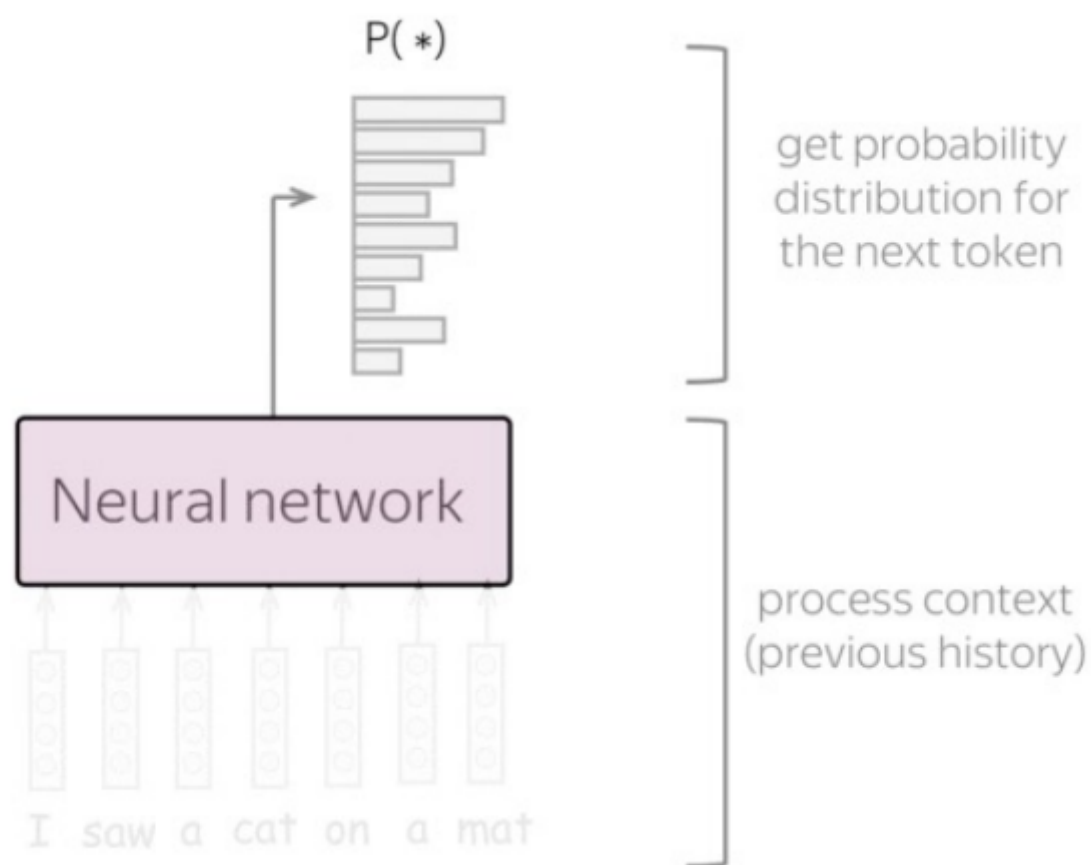 P( * )
get probability
distribution for
the next token
Neural network
process context
(previous history)
I saw a cat on a mat